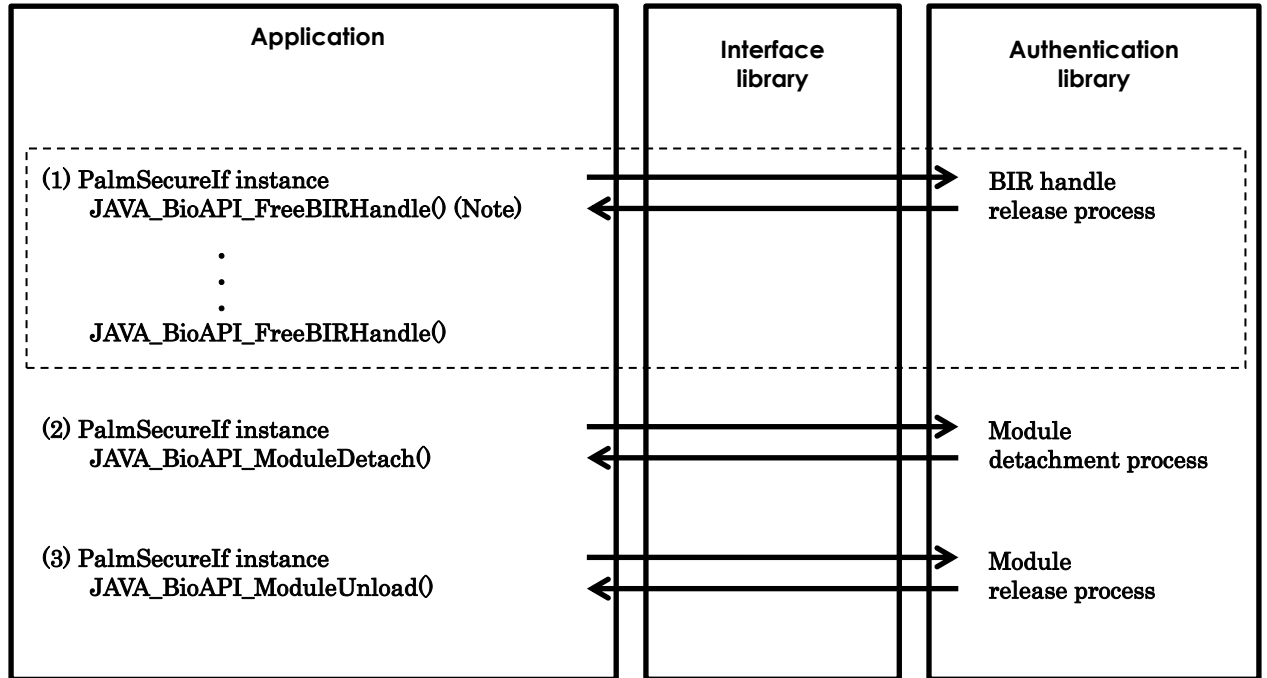 Application
Interface
library
Authentication
library
(1) PalmSecureIf instance
JAVA_BioAPI_FreeBIRHandle() (Note)
.
.
.
JAVA_BioAPI_FreeBIRHandle()
BIR handle
release process
(2) PalmSecureIf instance
JAVA_BioAPI_ModuleDetach()
Module
detachment process
(3) PalmSecureIf instance
JAVA_BioAPI_ModuleUnload()
Module
release process